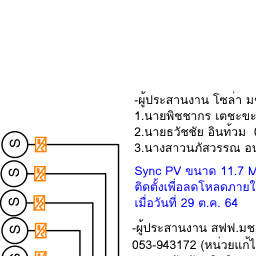 -ผู้ประสานงาน โซล่า
1.นายพิชชากร เตชะ
2.นายธวัชชัย อินท้วม
3.นางสาวนภัสวรรณ
S
S
S
S
Sync PV ขนาด 11.7
ติดตั้งเพื่อลดโหลดภายใ
เมื่อวันที่ 29 ต.ค. 64
-ผู้ประสานงาน สฟฟ.มช.
053-943172 (หน่วยแก้ไ